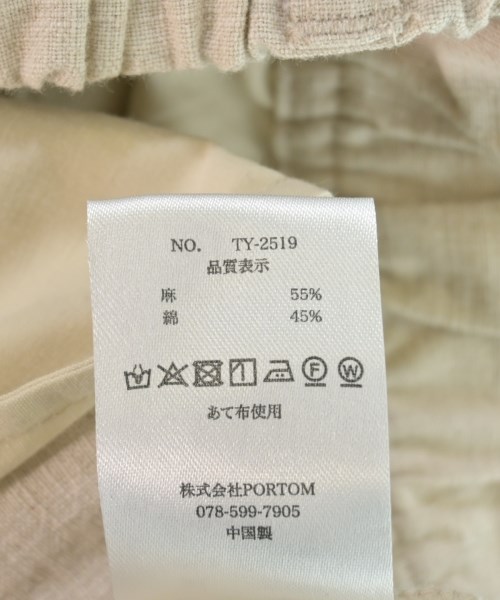 NO. TY-2519
品質表示
麻 55%
綿 45%
F W
あて布使用
株式会社PORTOM
078-599-7905
中国製